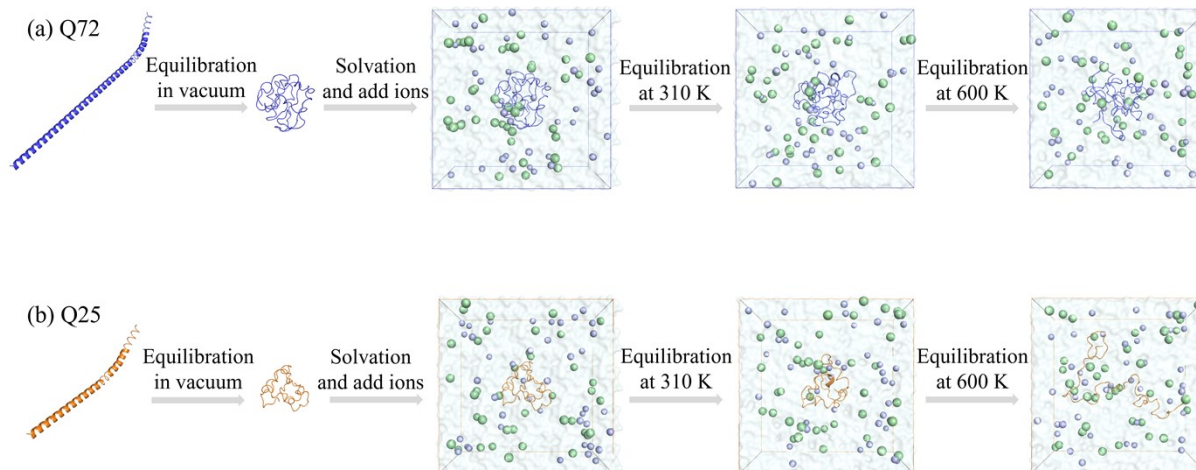 (a) Q72
Equilibration
in vacuum
Solvation
and add ions
Equilibration
at 310 K
Equilibration
at 600 K
(b) Q25
Equilibration
in vacuum
Solvation
and add ions
Equilibration
at 310 K
Equilibration
at 600 K